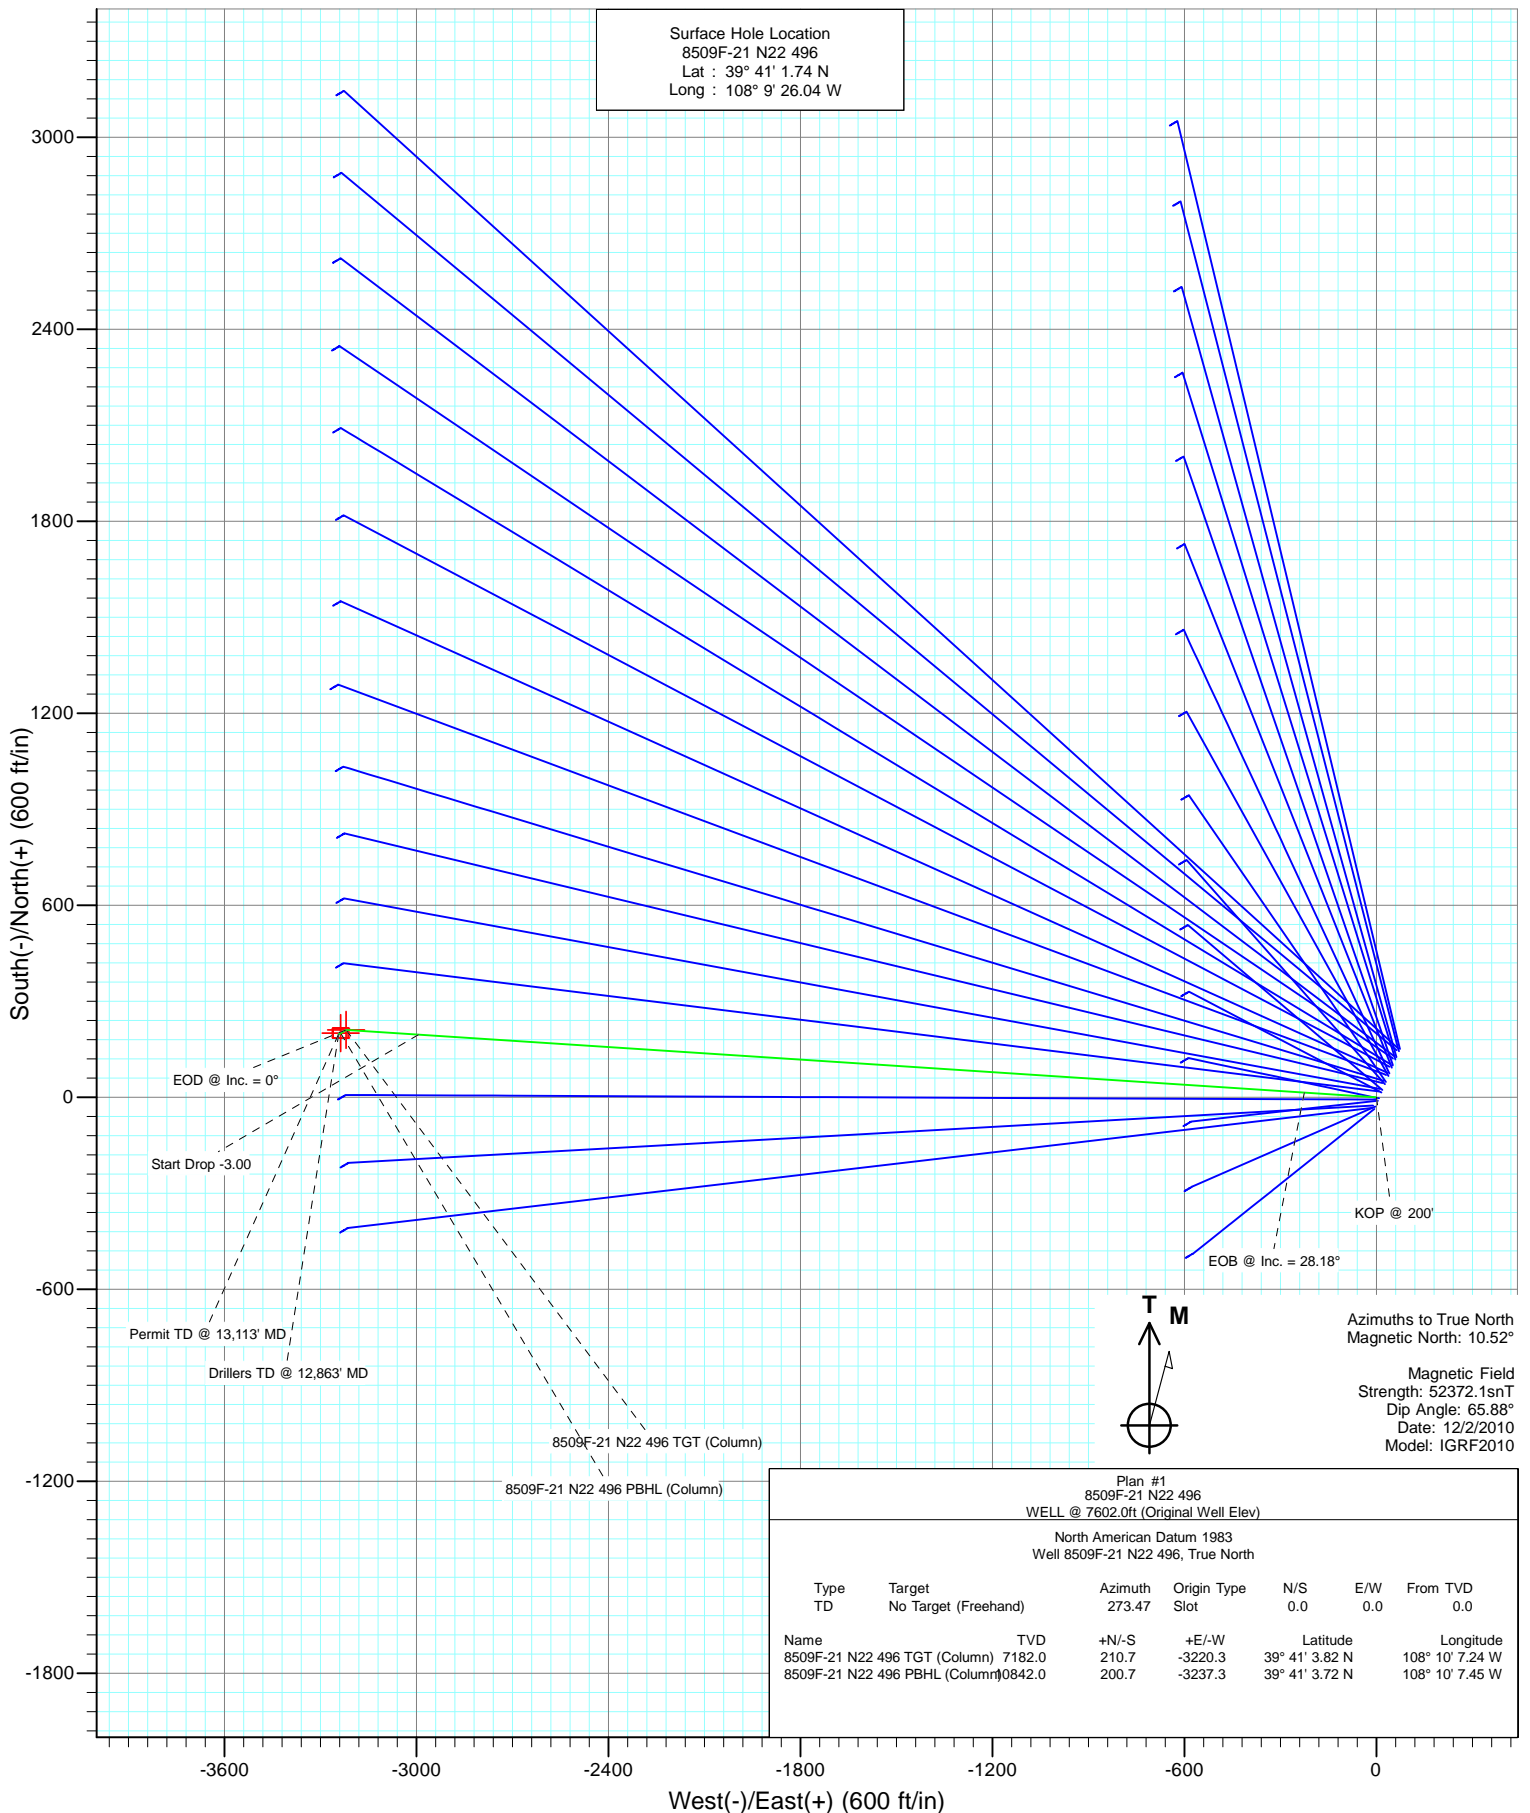 Surface Hole Location
8509F-21 N22 496
Lat : 39° 41' 1.74 N
Long : 108° 9' 26.04 W
3000
2400
1800
1200
600
0
-600
-1200
-1800
South(-)/North(+) (600 ft/in)
EOD @ Inc. = 0°
Start Drop -3.00
Permit TD @ 13,113' MD
Drillers TD @ 12,863' MD
8509F-21 N22 496 TGT (Column)
8509F-21 N22 496 PBHL (Column)
KOP @ 200'
EOB @ Inc. = 28.18°
T M
Azimuths to True North
Magnetic North: 10.52°
Magnetic Field
Strength: 52372.1snT
Dip Angle: 65.88°
Date: 12/2/2010
Model: IGRF2010
Plan #1
8509F-21 N22 496
WELL @ 7602.0ft (Original Well Elev)
North American Datum 1983
Well 8509F-21 N22 496, True North
Type Target Azimuth Origin Type N/S E/W From TVD
TD No Target (Freehand) 273.47 Slot 0.0 0.0 0.0
Name TVD +N/-S +E/-W Latitude Longitude
8509F-21 N22 496 TGT (Column) 7182.0 210.7 -3220.3 39° 41' 3.82 N 108° 10' 7.24 W
8509F-21 N22 496 PBHL (Column) 10842.0 200.7 -3237.3 39° 41' 3.72 N 108° 10' 7.45 W
-3600 -3000 -2400 -1800 -1200 -600 0
West(-)/East(+) (600 ft/in)